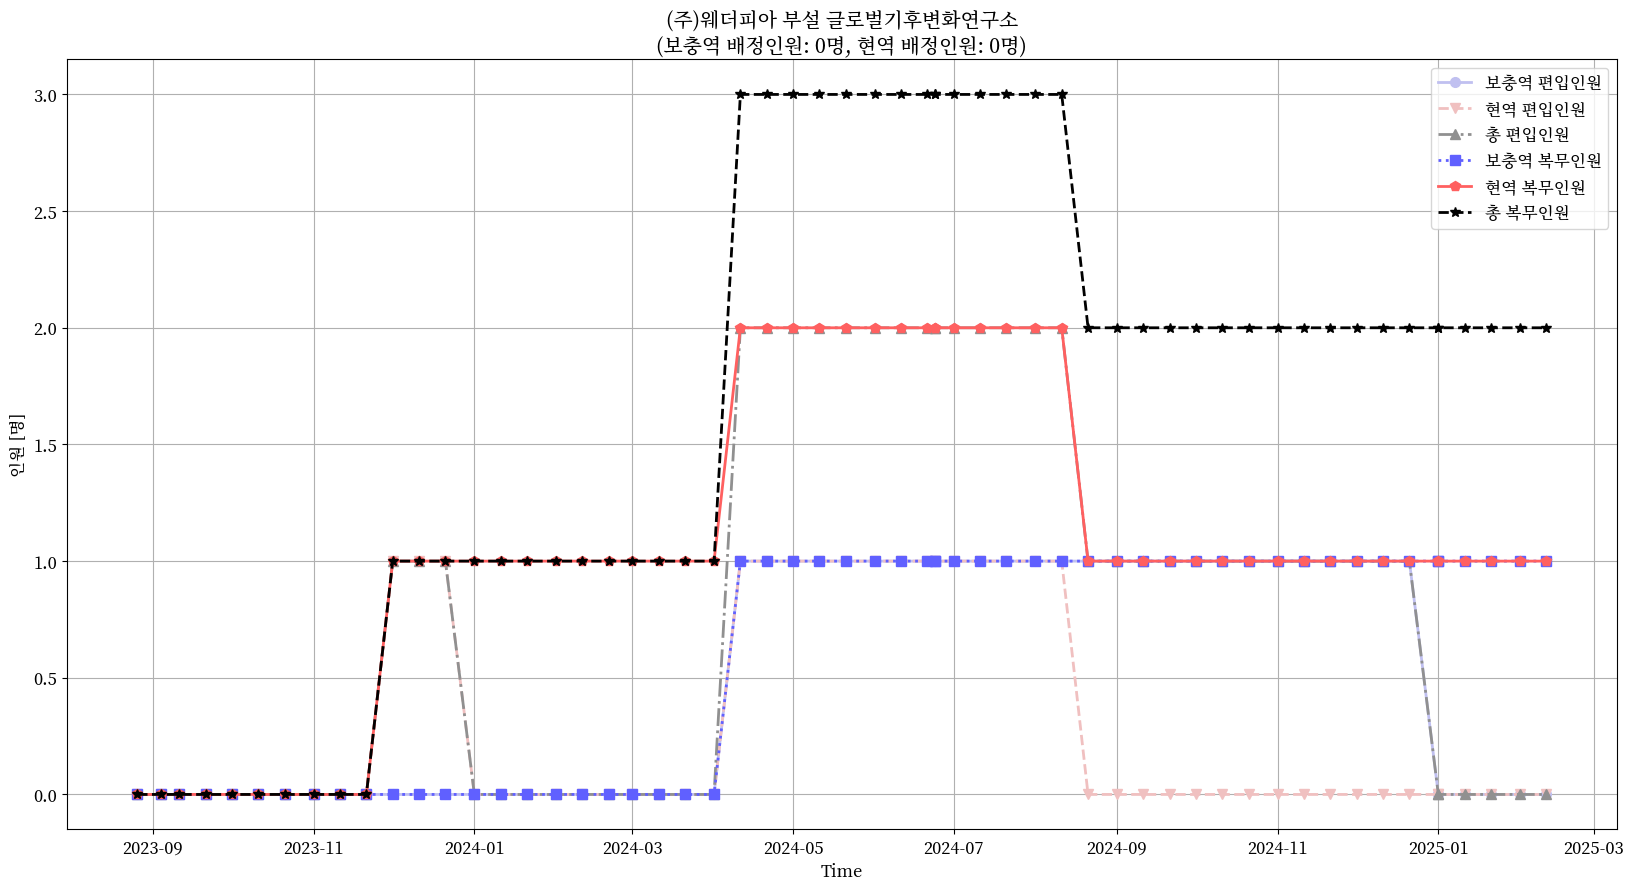 (주)웨더피아 부설 글로벌기후변화연구소
(보충역 배정인원: 0명, 현역 배정인원: 0명)
보충역 편입인원
현역 편입인원
총 편입인원
보충역 복무인원
현역 복무인원
총 복무인원
인원 [명]
3.0
2.5
2.0
1.5
1.0
0.5
0.0
2023-09 2023-11 2024-01 2024-03 2024-05 2024-07 2024-09 2024-11 2025-01 2025-03
Time